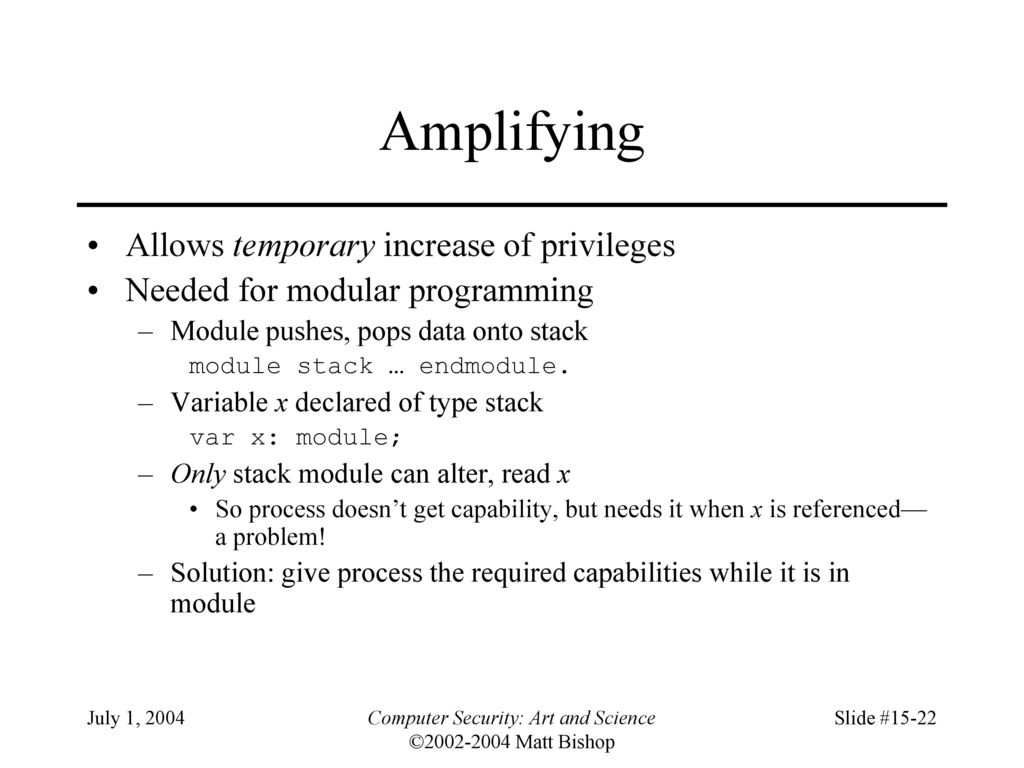 Amplifying
• Allows temporary increase of privileges
• Needed for modular programming
– Module pushes, pops data onto stack
module stack … endmodule.
– Variable x declared of type stack
var x: module;
– Only stack module can alter, read x
• So process doesn’t get capability, but needs it when x is referenced—
a problem!
– Solution: give process the required capabilities while it is in
module
July 1, 2004
Computer Security: Art and Science
©2002-2004 Matt Bishop
Slide #15-22